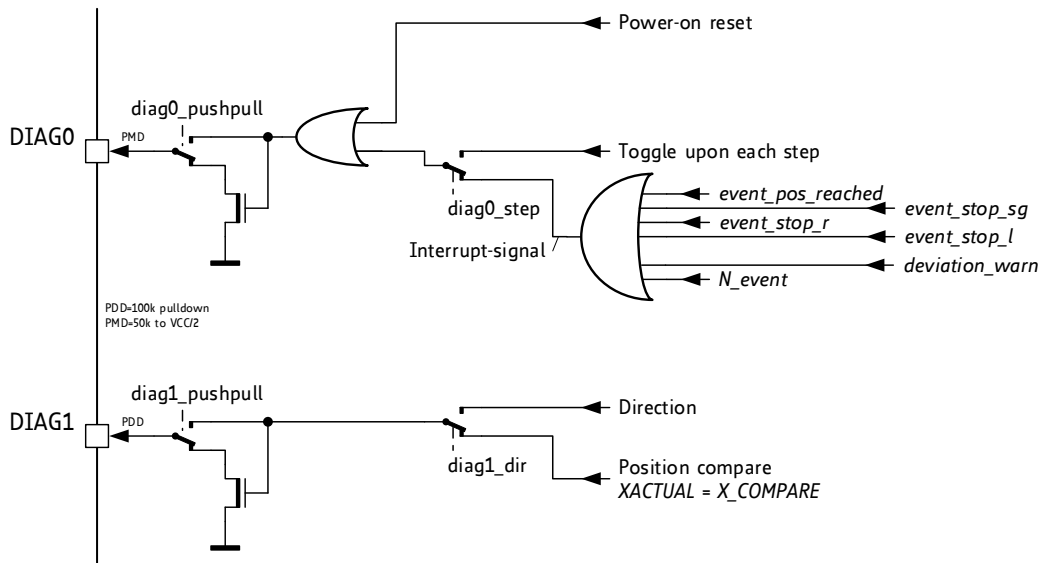 Power-on reset
diag0_pushpull
DIAG0
PMD
Toggle upon each step
diag0_step
event_pos_reached
event_stop_sg
event_stop_r
Interrupt-signal
event_stop_l
deviation_warn
N_event
PDD=100k pulldown
PMD=50k to VCC/2
diag1_pushpull
DIAG1
PDD
Direction
diag1_dir
Position compare
XACTUAL = X_COMPARE